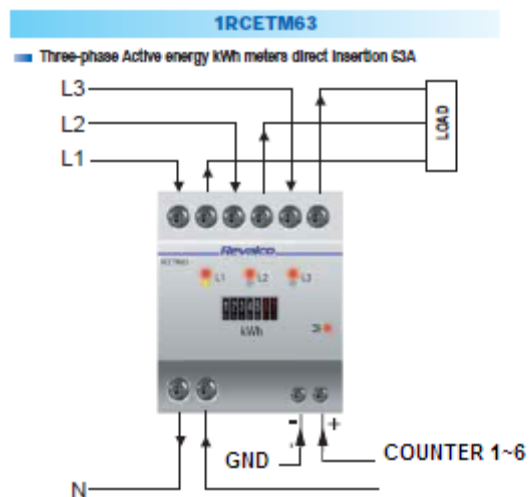 1RCETM63
Three-phase Active energy kWh meters direct insertion 63A
L3
L2
L1
LOAD
Revalco
L1 L2 L3
kWh
- +
GND
COUNTER 1~6
N